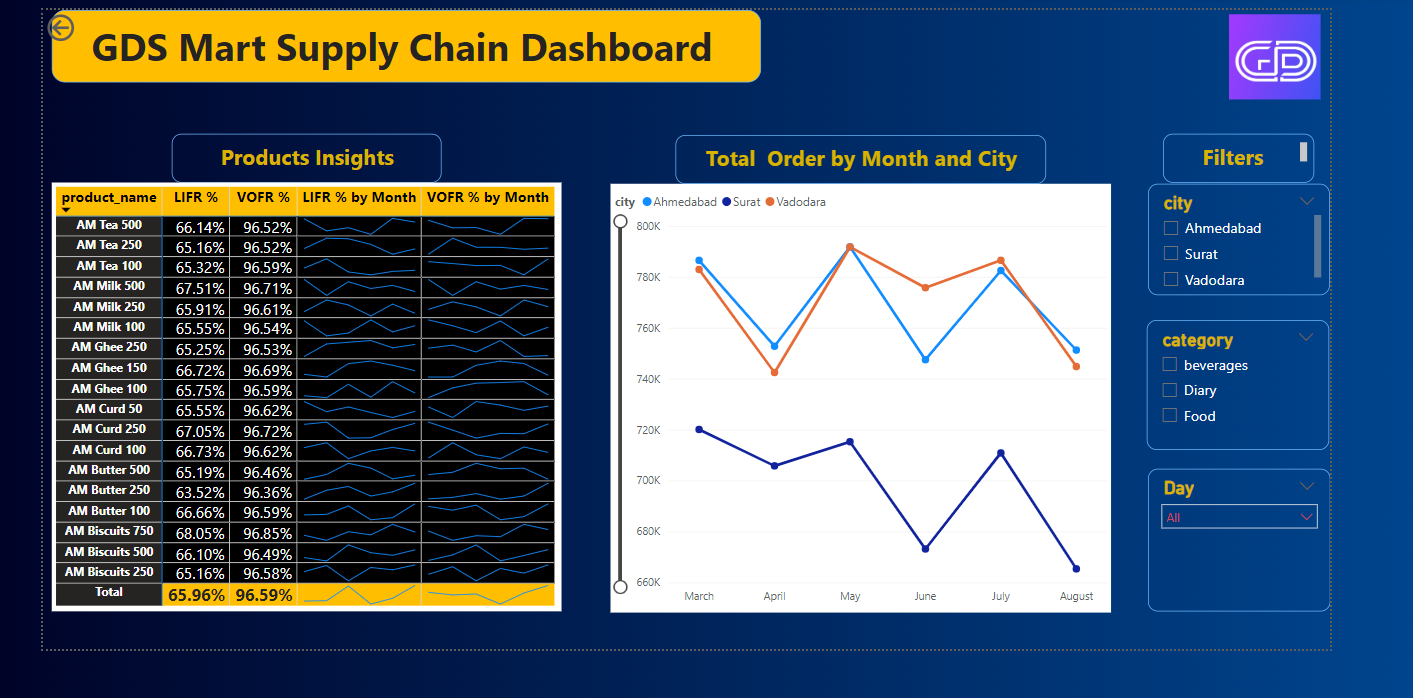 GDS Mart Supply Chain Dashboard
GD
Products Insights
product_name LIFR % VOFR % LIFR % by Month VOFR % by Month
AM Tea 500 66.14% 96.52%
AM Tea 250 65.16% 96.52%
AM Tea 100 65.32% 96.59%
AM Milk 500 67.51% 96.71%
AM Milk 250 65.91% 96.61%
AM Milk 100 65.55% 96.54%
AM Ghee 250 65.25% 96.53%
AM Ghee 150 66.72% 96.69%
AM Ghee 100 65.75% 96.59%
AM Curd 50 65.55% 96.62%
AM Curd 250 67.05% 96.72%
AM Curd 100 66.73% 96.62%
AM Butter 500 65.19% 96.46%
AM Butter 250 63.52% 96.36%
AM Butter 100 66.66% 96.59%
AM Biscuits 750 68.05% 96.85%
AM Biscuits 500 66.10% 96.49%
AM Biscuits 250 65.16% 96.58%
Total 65.96% 96.59%
Total Order by Month and City
city Ahmedabad Surat Vadodara
800K
780K
760K
740K
720K
700K
680K
660K
March April May June July August
Filters
city
Ahmedabad
Surat
Vadodara
category
beverages
Diary
Food
Day
All